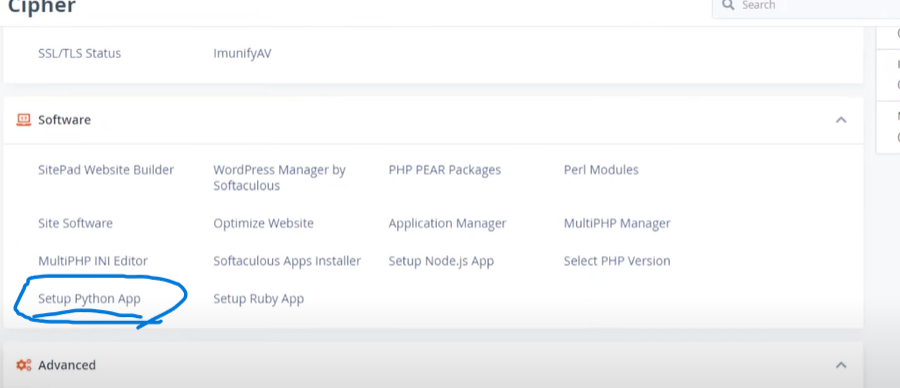 Cipher
Search
SSL/TLS Status
ImunifyAV
Software
SitePad Website Builder
WordPress Manager by
Softaculous
PHP PEAR Packages
Perl Modules
Site Software
Optimize Website
Application Manager
MultiPHP Manager
MultiPHP INI Editor
Softaculous Apps Installer
Setup Node.js App
Select PHP Version
Setup Python App
Setup Ruby App
Advanced